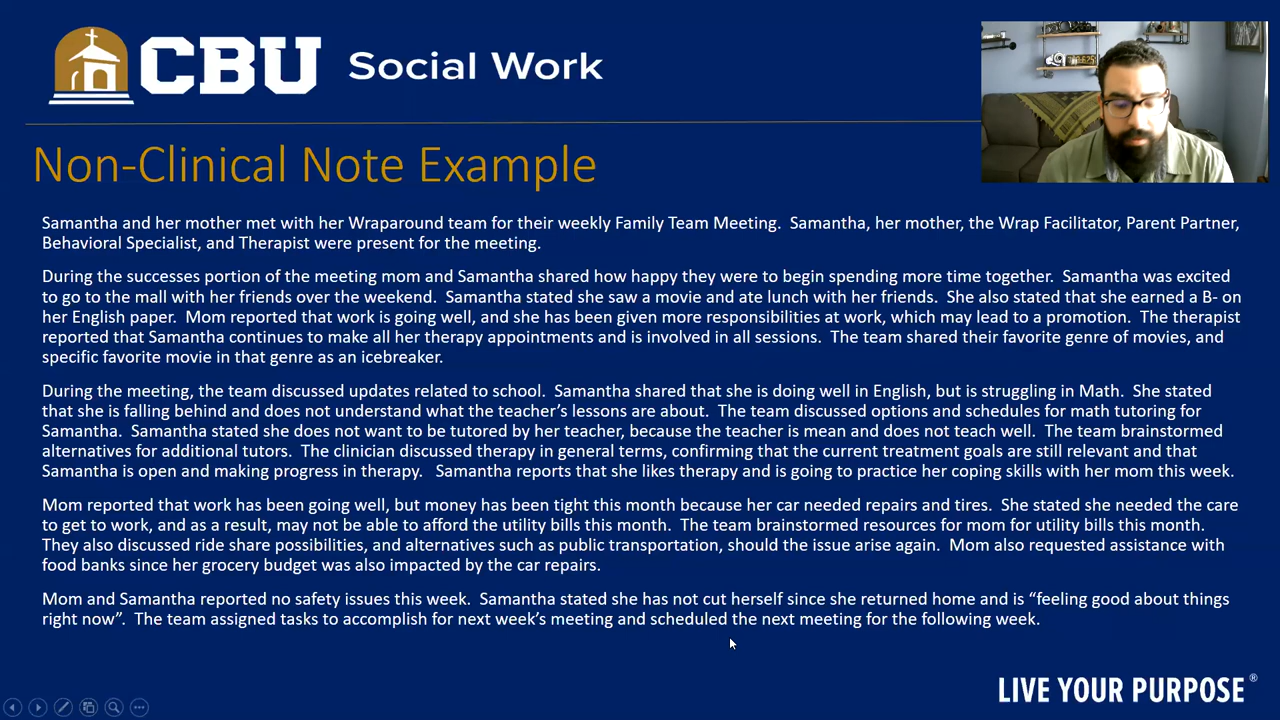 CBU Social Work
Non-Clinical Note Example
Samantha and her mother met with her Wraparound team for their weekly Family Team Meeting. Samantha, her mother, the Wrap Facilitator, Parent Partner,
Behavioral Specialist, and Therapist were present for the meeting.
During the successes portion of the meeting mom and Samantha shared how happy they were to begin spending more time together. Samantha was excited
to go to the mall with her friends over the weekend. Samantha stated she saw a movie and ate lunch with her friends. She also stated that she earned a B- on
her English paper. Mom reported that work is going well, and she has been given more responsibilities at work, which may lead to a promotion. The therapist
reported that Samantha continues to make all her therapy appointments and is involved in all sessions. The team shared their favorite genre of movies, and
specific favorite movie in that genre as an icebreaker.
During the meeting, the team discussed updates related to school. Samantha shared that she is doing well in English, but is struggling in Math. She stated
that she is falling behind and does not understand what the teacher's lessons are about. The team discussed options and schedules for math tutoring for
Samantha. Samantha stated she does not want to be tutored by her teacher, because the teacher is mean and does not teach well. The team brainstormed
alternatives for additional tutors. The clinician discussed therapy in general terms, confirming that the current treatment goals are still relevant and that
Samantha is open and making progress in therapy. Samantha reports that she likes therapy and is going to practice her coping skills with her mom this week.
Mom reported that work has been going well, but money has been tight this month because her car needed repairs and tires. She stated she needed the care
to get to work, and as a result, may not be able to afford the utility bills this month. The team brainstormed resources for mom for utility bills this month.
They also discussed ride share possibilities, and alternatives such as public transportation, should the issue arise again. Mom also requested assistance with
food banks since her grocery budget was also impacted by the car repairs.
Mom and Samantha reported no safety issues this week. Samantha stated she has not cut herself since she returned home and is “feeling good about things
right now”. The team assigned tasks to accomplish for next week's meeting and scheduled the next meeting for the following week.
LIVE YOUR PURPOSE®